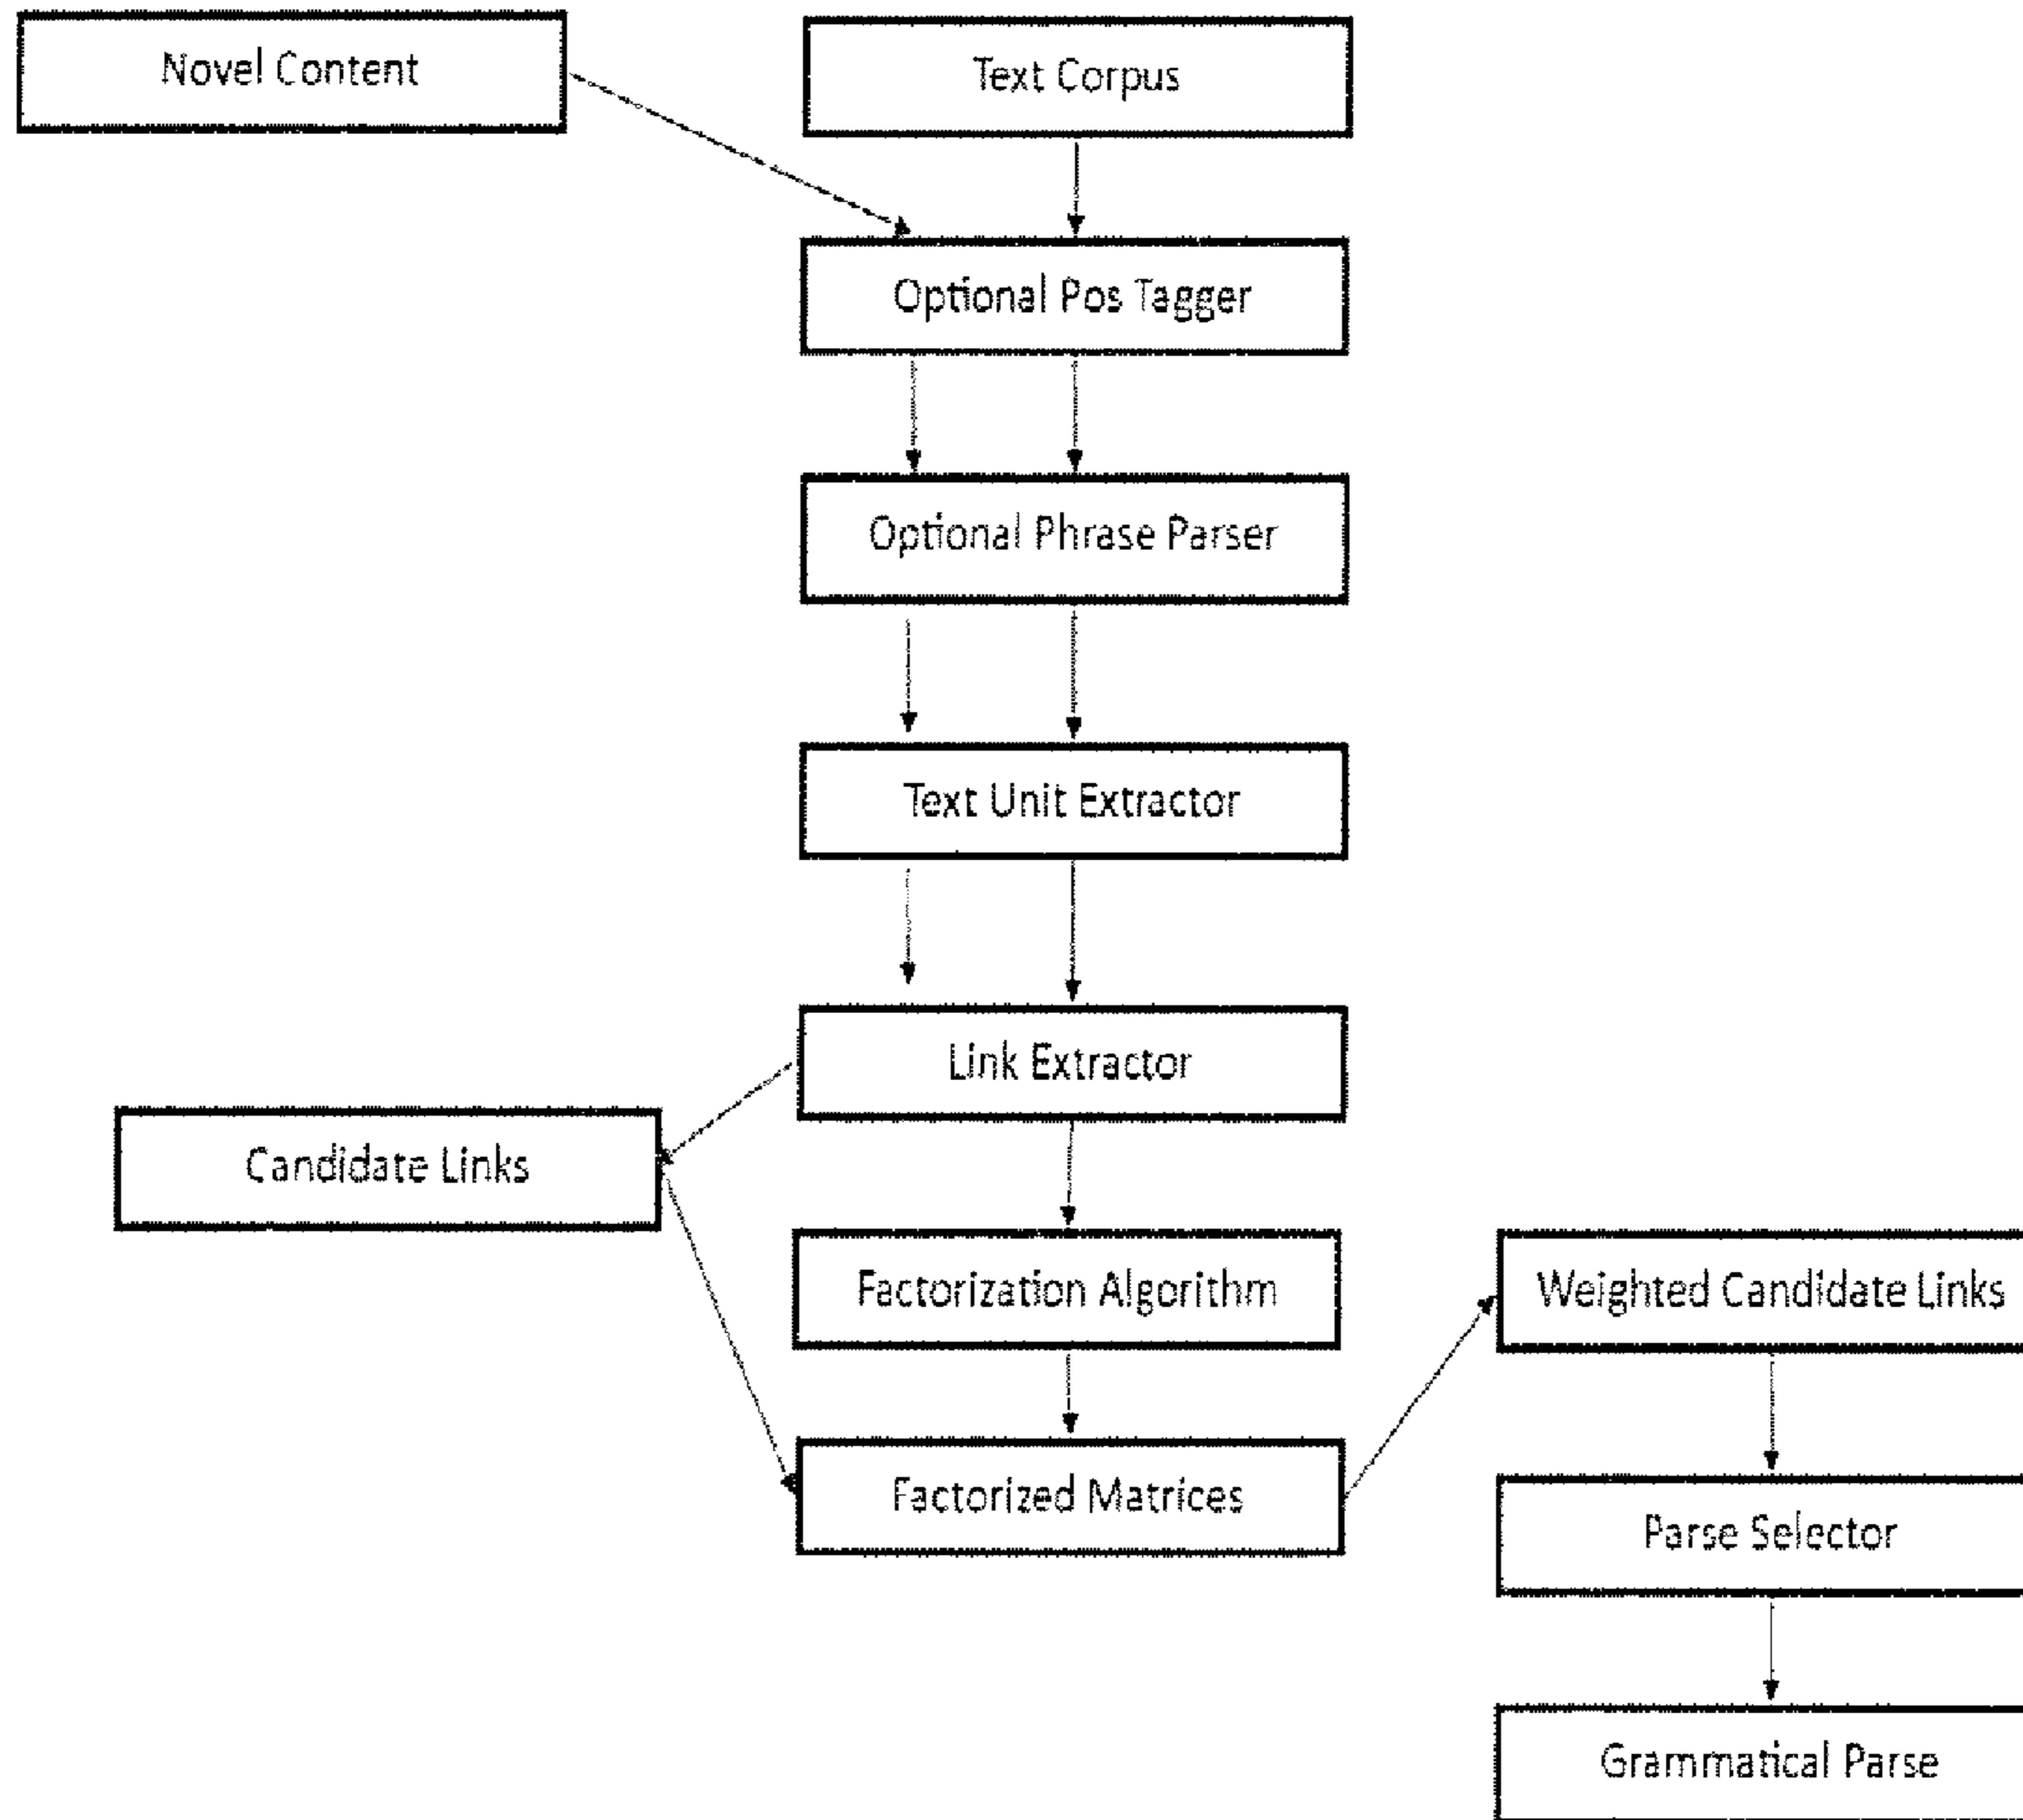 Novel Content
Text Corpus
Optional Pos Tagger
Optional Phrase Parser
Text Unit Extractor
Link Extractor
Candidate Links
Factorization Algorithm
Weighted Candidate Links
Factorized Matrices
Parse Selector
Grammatical Parse